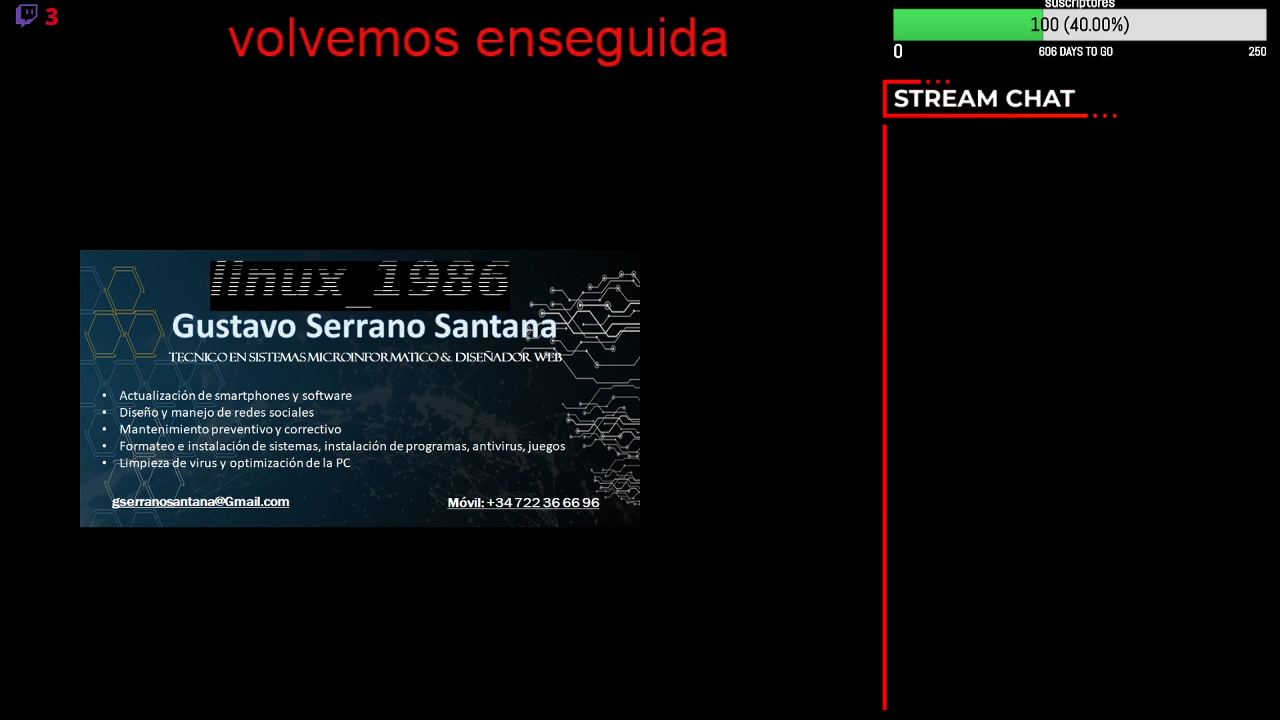 3
volvemos enseguida
suscriptores
100 (40.00%)
0
606 DAYS TO GO
250
STREAM CHAT
linux_1986
Gustavo Serrano Santana
TECNICO EN SISTEMAS MICROINFORMATICO & DISEÑADOR WEB
• Actualización de smartphones y software
• Diseño y manejo de redes sociales
• Mantenimiento preventivo y correctivo
• Formateo e instalación de sistemas, instalación de programas, antivirus, juegos
• Limpieza de virus y optimización de la PC
gserranosantana@Gmail.com
Móvil: +34 722 36 66 96